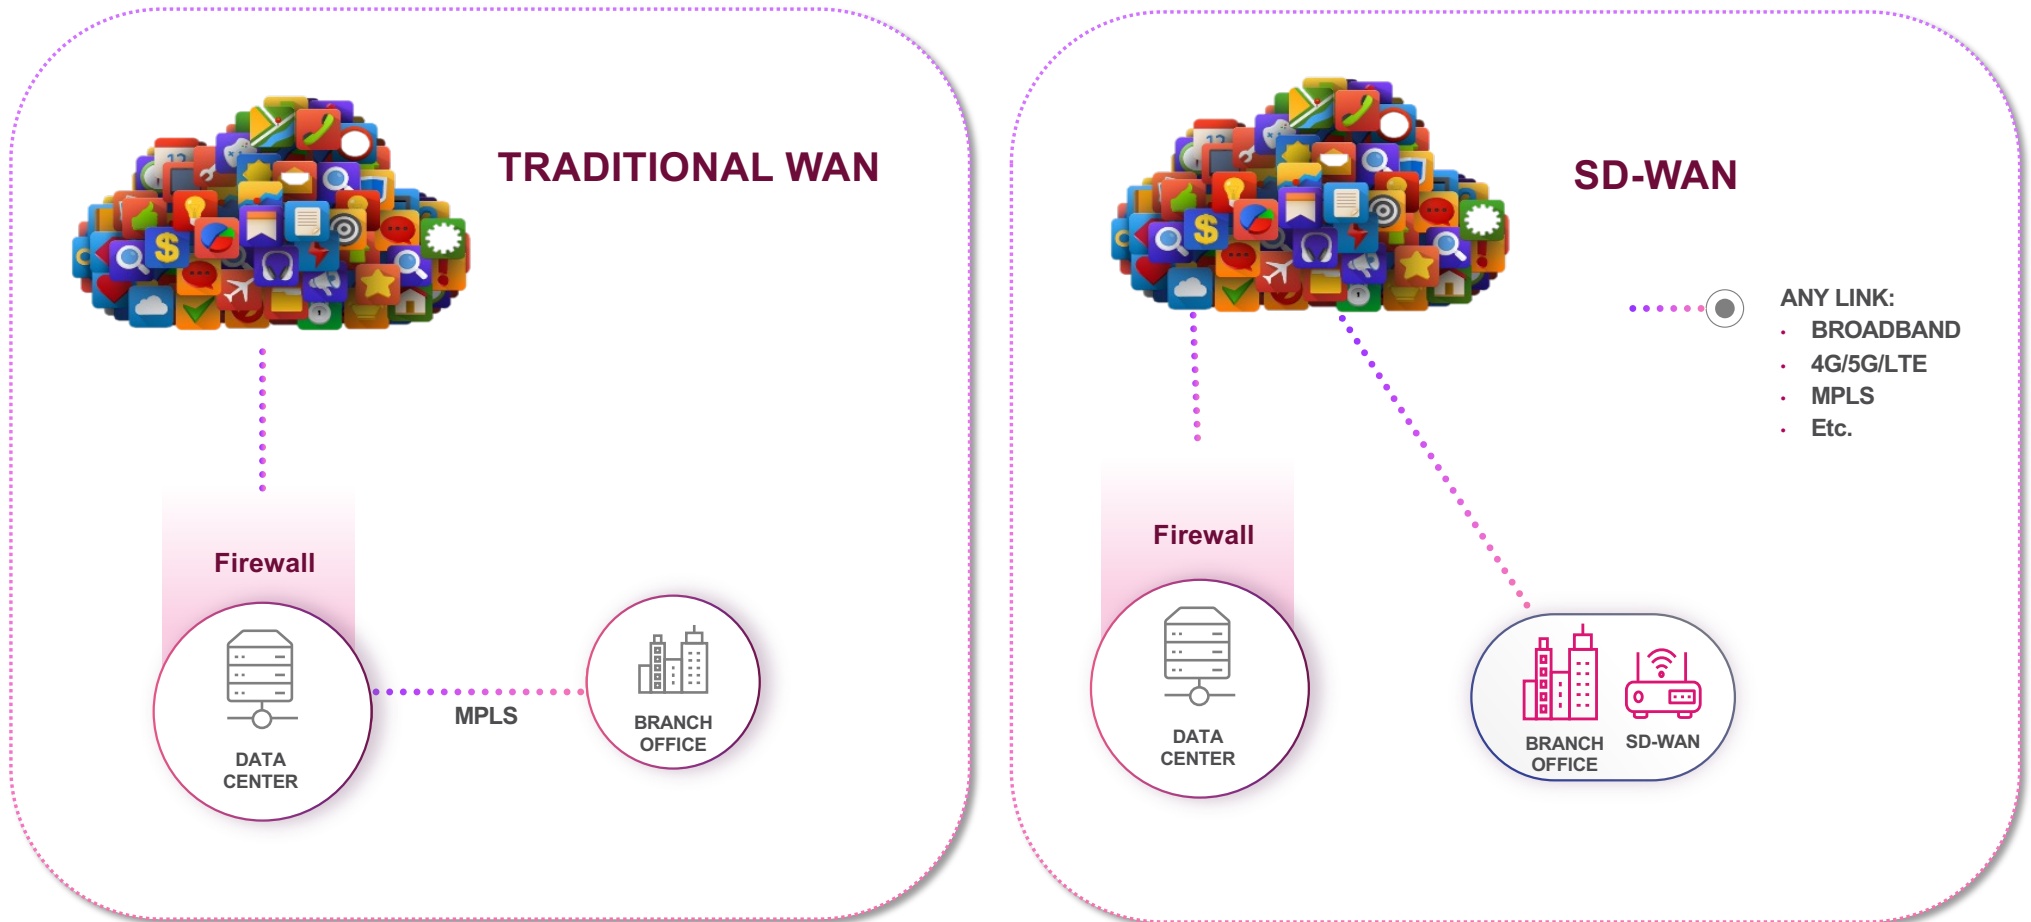 TRADITIONAL WAN
Firewall
DATA
CENTER
MPLS
BRANCH
OFFICE
SD-WAN
ANY LINK:
• BROADBAND
• 4G/5G/LTE
• MPLS
• Etc.
Firewall
DATA
CENTER
BRANCH
OFFICE
SD-WAN